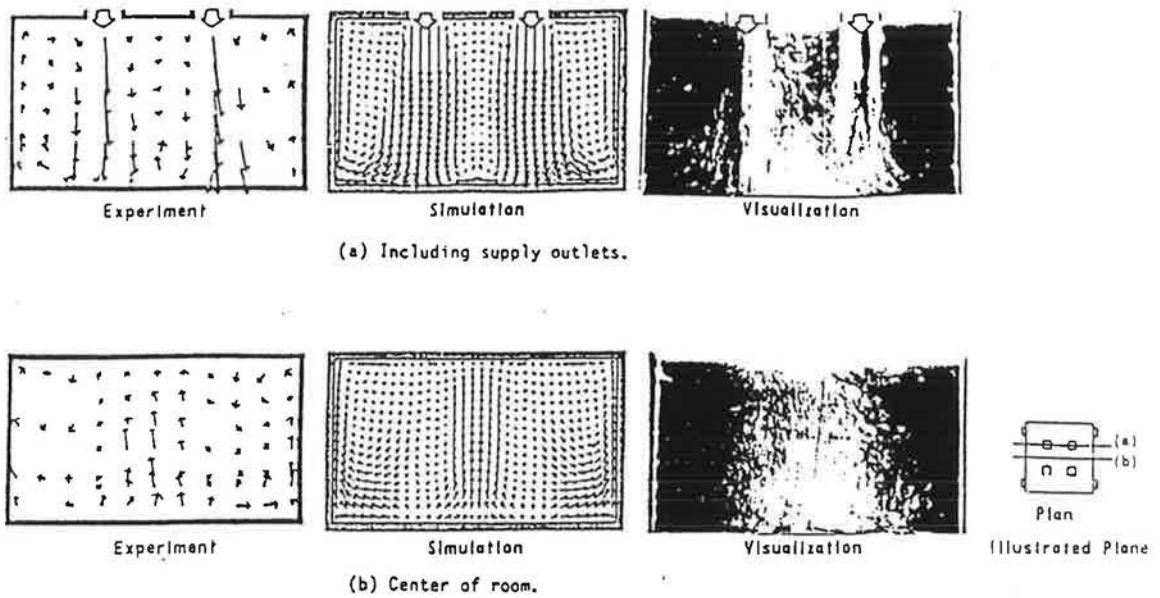 Experiment
Simulation
Visualization
(a) Including supply outlets.
(a)
(b)
Plan
Experiment
Simulation
Visualization
Illustrated Plane
(b) Center of room.